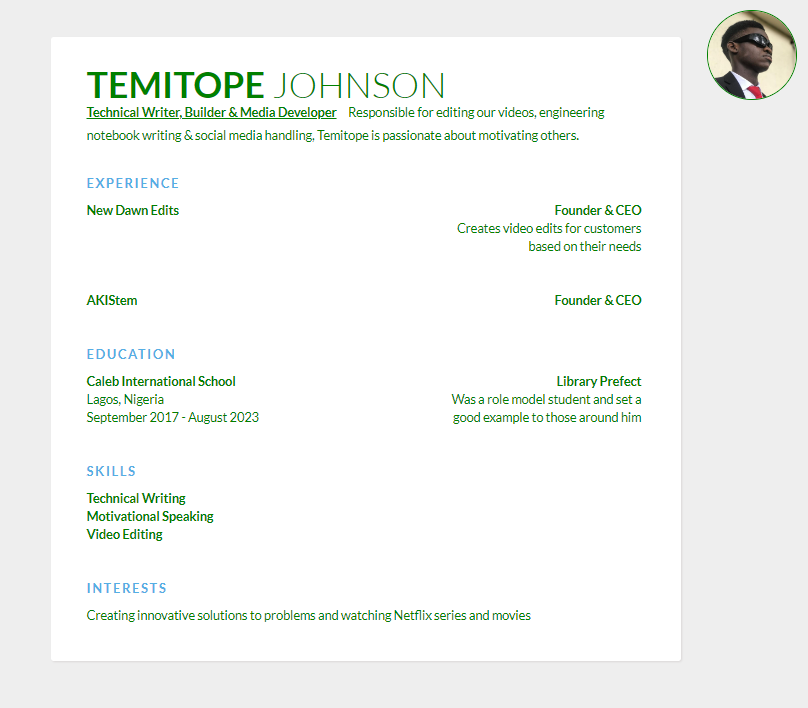 TEMITOPE JOHNSON
Technical Writer, Builder & Media Developer Responsible for editing our videos, engineering
notebook writing & social media handling, Temitope is passionate about motivating others.
EXPERIENCE
New Dawn Edits
Founder & CEO
Creates video edits for customers
based on their needs
AKIStem
Founder & CEO
EDUCATION
Caleb International School
Lagos, Nigeria
September 2017 - August 2023
Library Prefect
Was a role model student and set a
good example to those around him
SKILLS
Technical Writing
Motivational Speaking
Video Editing
INTERESTS
Creating innovative solutions to problems and watching Netflix series and movies